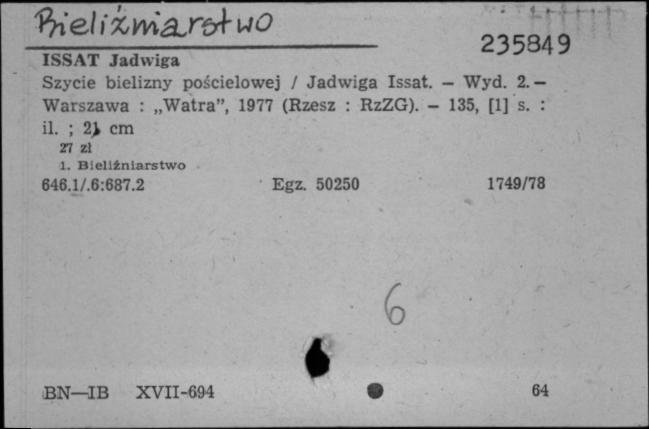 Bieliźniarstwo
235849
ISSAT Jadwiga
Szycie bielizny pościelowej / Jadwiga Issat. — Wyd. 2. —
Warszawa : „Watra”, 1977 (Rzesz : RzZG). — 135, [1] s. :
il. ; 21 cm
27 zł
1. Bieliźniarstwo
646.1/.6:687.2 Egz. 50250 1749/78
6
BN—IB XVII-694 64